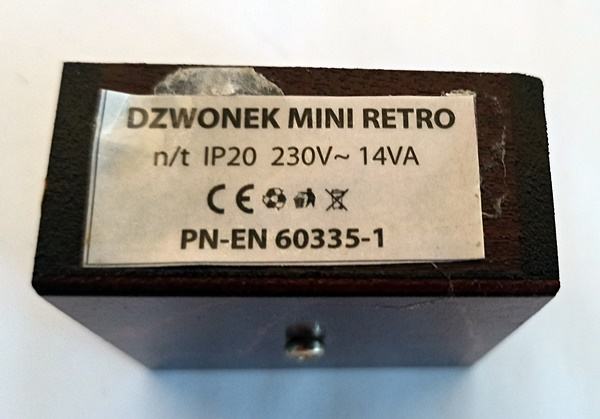 DZWONEK MINI RETRO
n/t IP20 230V~ 14VA
CE
PN-EN 60335-1